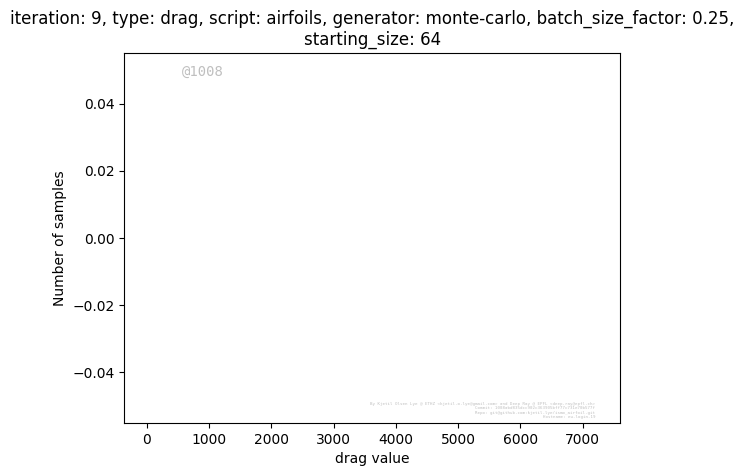 iteration: 9, type: drag, script: airfoils, generator: monte-carlo, batch_size_factor: 0.25,
starting_size: 64
@1008
0.04
0.02
0.00
−0.02
−0.04
Number of samples
0 1000 2000 3000 4000 5000 6000 7000
drag value